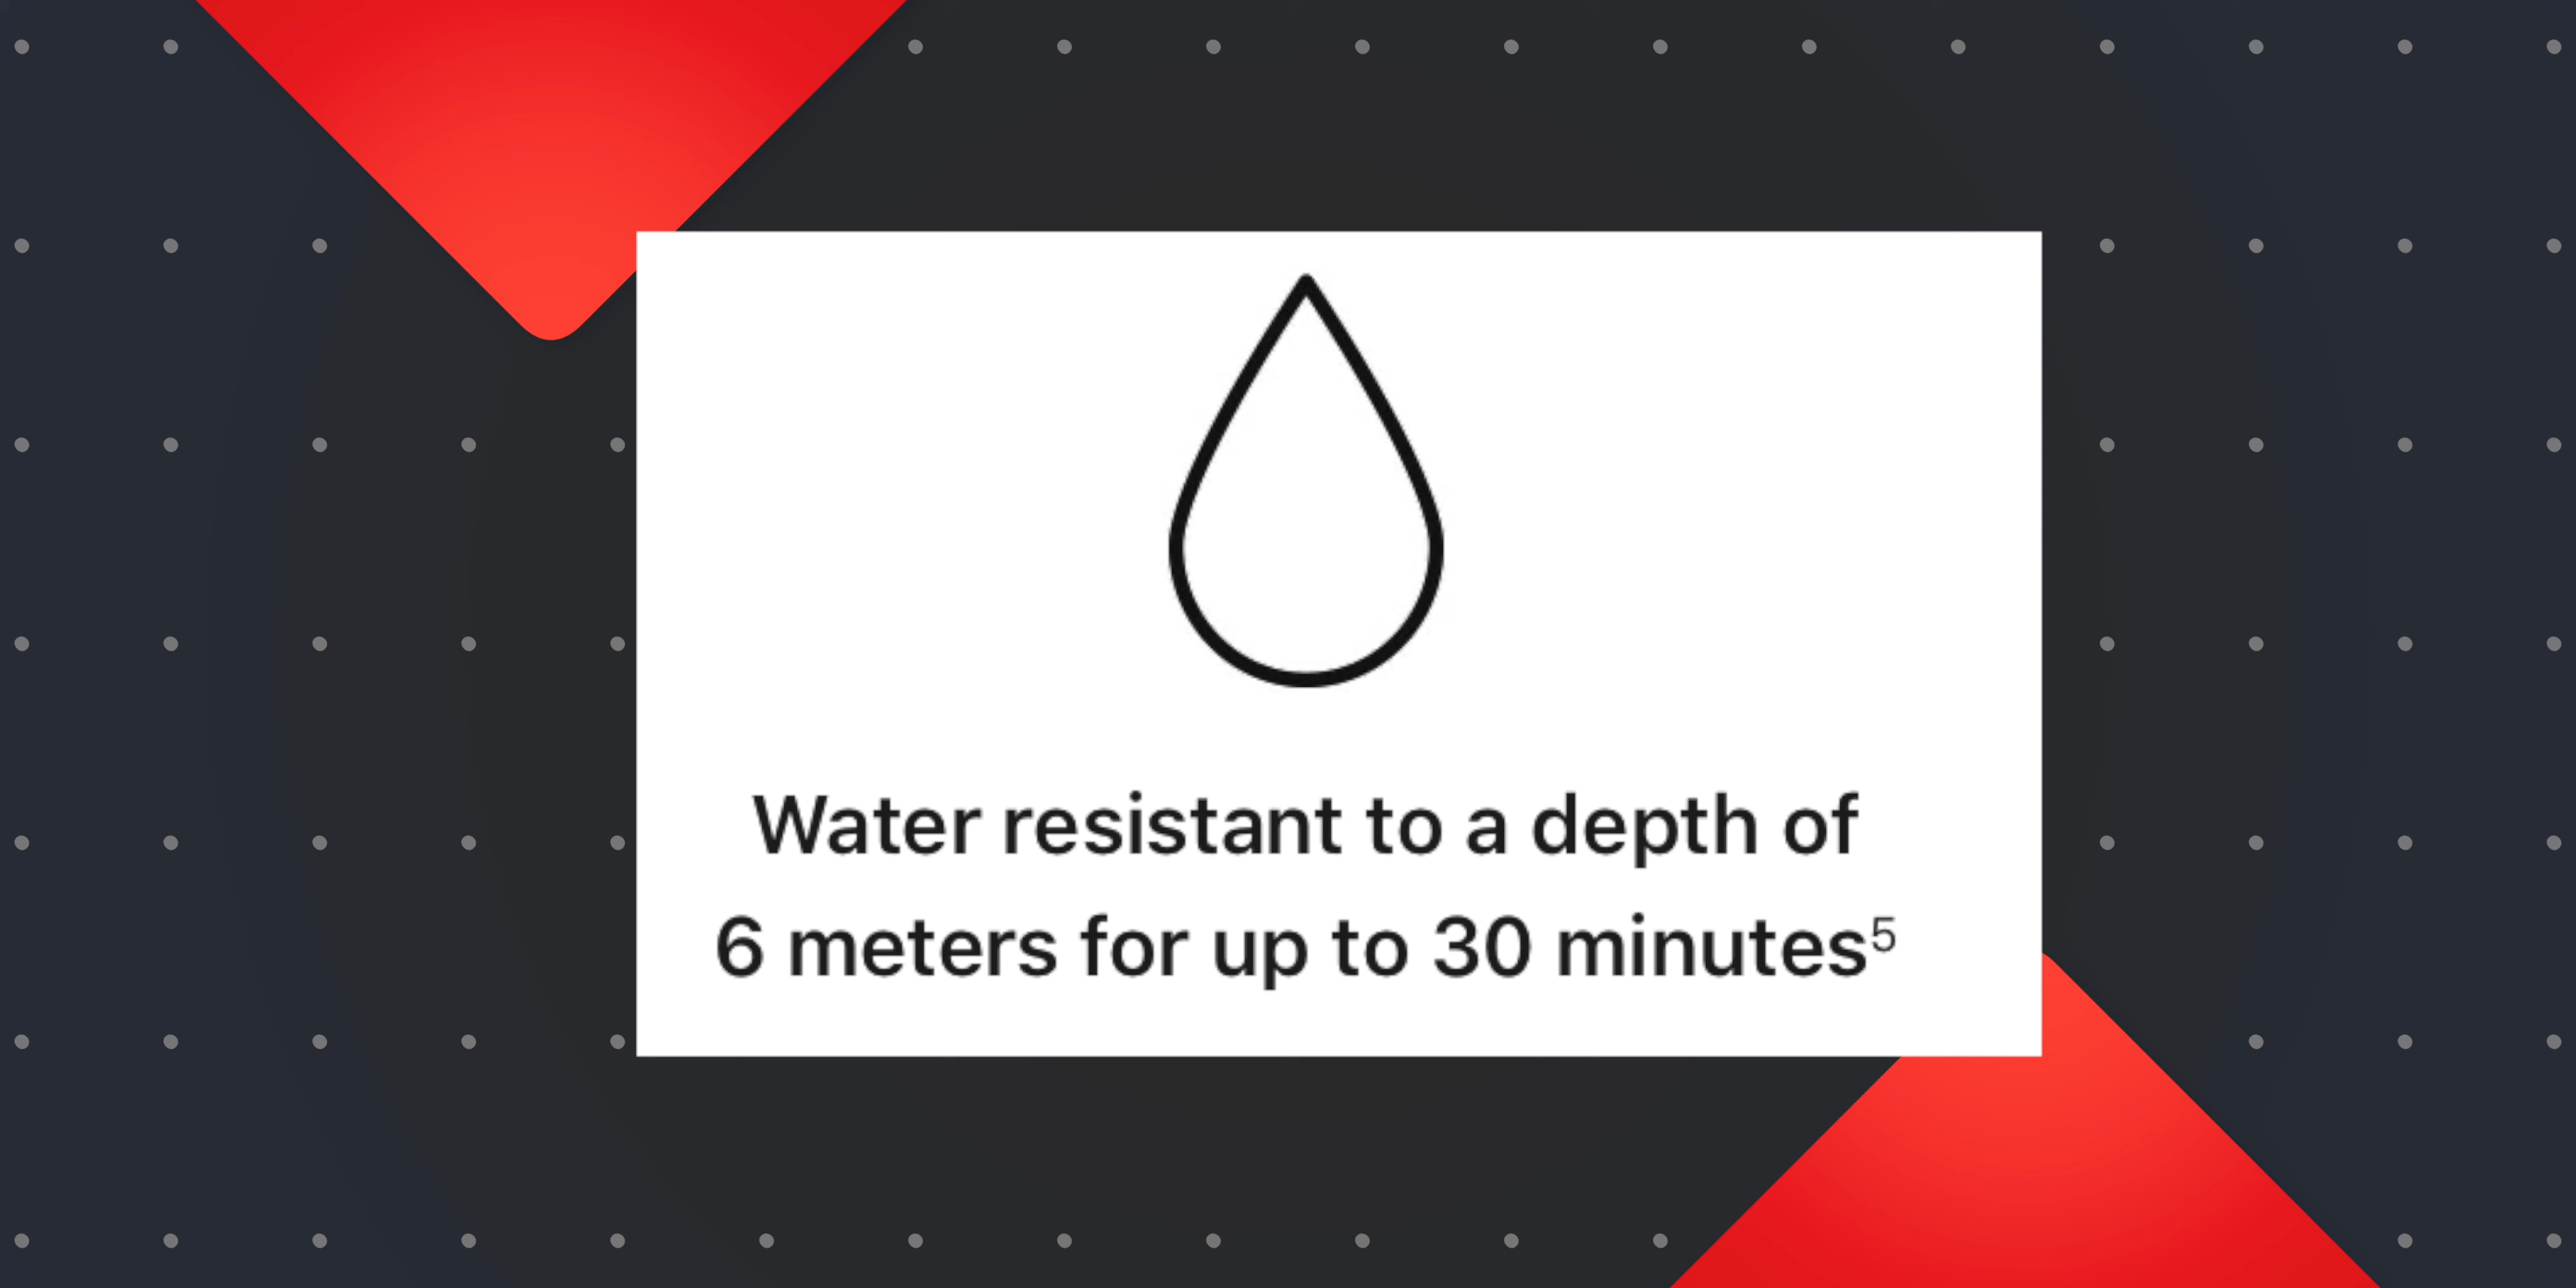 Water resistant to a depth of
6 meters for up to 30 minutes⁵